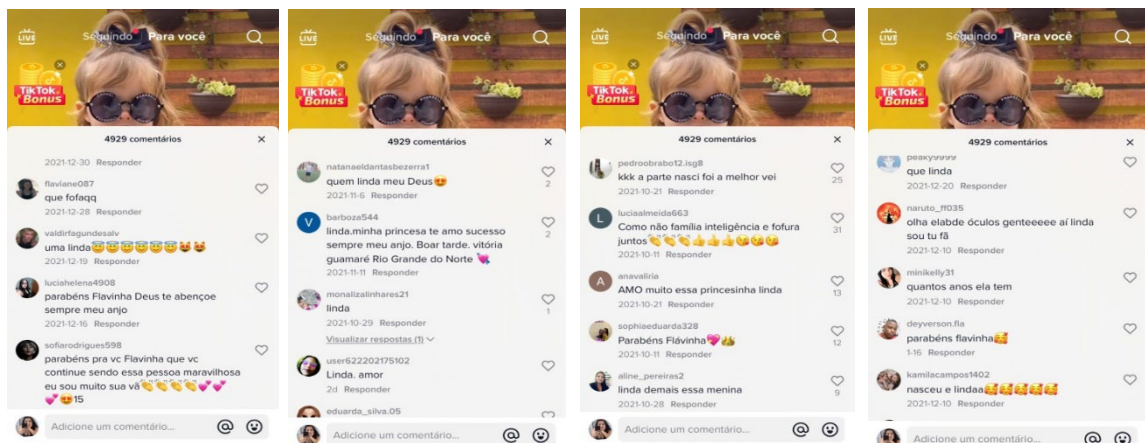 LIVE
Seguindo Para você
TikTok
Bonus
4929 comentários
2021-12-30 Responder
flaviane087
que fofaqq
2021-12-28 Responder
valdirfagundesalv
uma linda😇😇😇😇😇😇😻😻
2021-12-19 Responder
luciahelena4908
parabéns Flavinha Deus te abençoe
sempre meu anjo
2021-12-16 Responder
sofiarodrigues598
parabéns pra vc Flavinha que vc
continue sendo essa pessoa maravilhosa
eu sou muito sua vã👏👏👏👏👏💕💕
💕😍15
Adicione um comentário...
LIVE
Seguindo Para você
TikTok
Bonus
4929 comentários
natanaeldantasbezerra1
quem linda meu Deus😍
2021-11-6 Responder
2
V
barboza544
linda.minha princesa te amo sucesso
sempre meu anjo. Boar tarde. vitória
guamaré Rio Grande do Norte 💘
2021-11-11 Responder
2
monalizalinhares21
linda
2021-10-29 Responder
1
Visualizar respostas (1)
user622202175102
Linda. amor
2d Responder
eduarda_silva.05
Adicione um comentário...
LIVE
Seguindo Para você
TikTok
Bonus
4929 comentários
pedroobrabo12.isg8
kkk a parte nasci foi a melhor vei
2021-10-21 Responder
25
L
luciaalmeida663
Como não família inteligência e fofura
juntos👏👏👏👍👍👍😘😘😘
2021-10-11 Responder
31
A
anavaliria
AMO muito essa princesinha linda
2021-10-21 Responder
13
sophiaeduarda328
Parabéns Flávinha💖👑
2021-10-11 Responder
12
aline_pereiras2
linda demais essa menina
2021-10-28 Responder
9
Adicione um comentário...
LIVE
Seguindo Para você
TikTok
Bonus
4929 comentários
peaky9999
que linda
2021-12-20 Responder
naruto_ff035
olha elabde óculos genteeeee aí linda
sou tu fã
2021-12-10 Responder
minikelly31
quantos anos ela tem
2021-12-10 Responder
deyverson.fla
parabéns flavinha🥰
1-16 Responder
kamilacampos1402
nasceu e lindaa🥰🥰🥰🥰🥰
2021-12-10 Responder
Adicione um comentário...